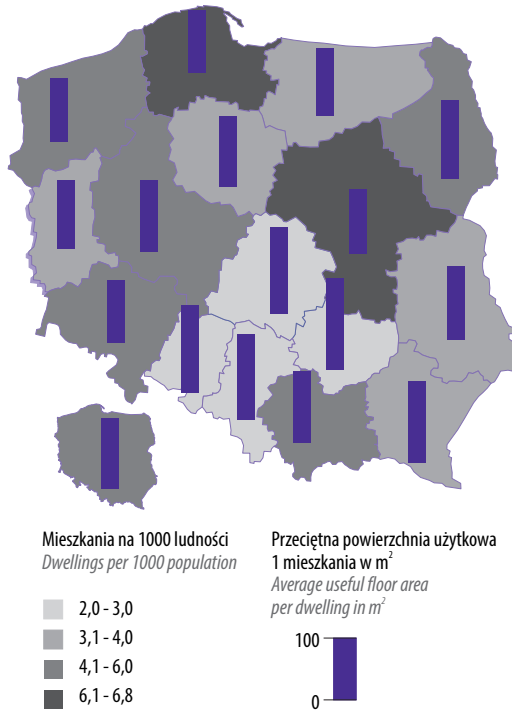 Mieszkania na 1000 ludności
Dwellings per 1000 population
2,0 - 3,0
3,1 - 4,0
4,1 - 6,0
6,1 - 6,8
Przeciętna powierzchnia użytkowa
1 mieszkania w m²
Average useful floor area
per dwelling in m²
100
0